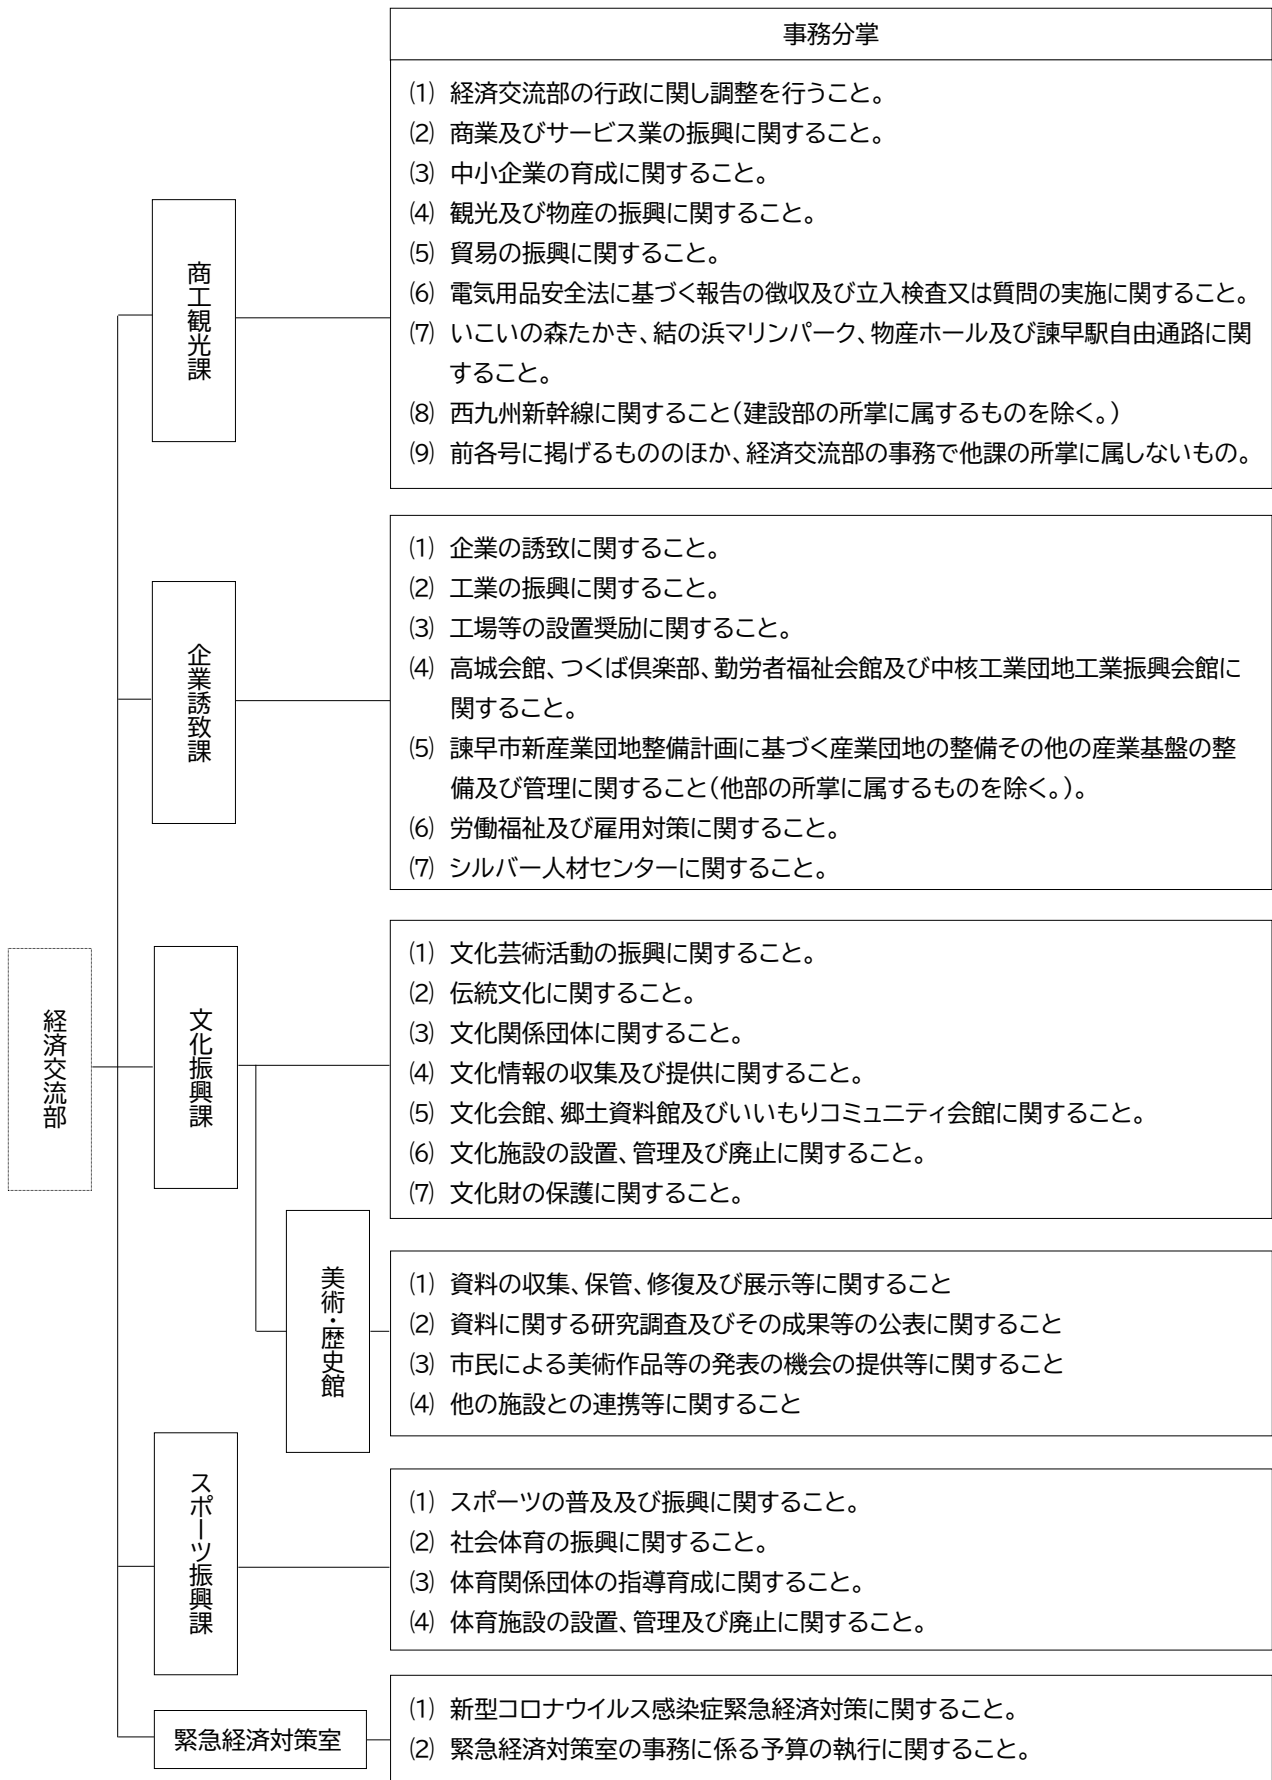 事務分掌
商工観光課
⑴ 経済交流部の行政に関し調整を行うこと。
⑵ 商業及びサービス業の振興に関すること。
⑶ 中小企業の育成に関すること。
⑷ 観光及び物産の振興に関すること。
⑸ 貿易の振興に関すること。
⑹ 電気用品安全法に基づく報告の徴収及び立入検査又は質問の実施に関すること。
⑺ いこいの森たかき、結の浜マリンパーク、物産ホール及び諫早駅自由通路に関
すること。
⑻ 西九州新幹線に関すること（建設部の所掌に属するものを除く。）
⑼ 前各号に掲げるもののほか、経済交流部の事務で他課の所掌に属しないもの。
企業誘致課
⑴ 企業の誘致に関すること。
⑵ 工業の振興に関すること。
⑶ 工場等の設置奨励に関すること。
⑷ 高城会館、つくば倶楽部、勤労者福祉会館及び中核工業団地工業振興会館に
関すること。
⑸ 諫早市新産業団地整備計画に基づく産業団地の整備その他の産業基盤の整
備及び管理に関すること（他部の所掌に属するものを除く。）。
⑹ 労働福祉及び雇用対策に関すること。
⑺ シルバー人材センターに関すること。
経済交流部
文化振興課
⑴ 文化芸術活動の振興に関すること。
⑵ 伝統文化に関すること。
⑶ 文化関係団体に関すること。
⑷ 文化情報の収集及び提供に関すること。
⑸ 文化会館、郷土資料館及びいいもりコミュニティ会館に関すること。
⑹ 文化施設の設置、管理及び廃止に関すること。
⑺ 文化財の保護に関すること。
美術・歴史館
⑴ 資料の収集、保管、修復及び展示等に関すること
⑵ 資料に関する研究調査及びその成果等の公表に関すること
⑶ 市民による美術作品等の発表の機会の提供等に関すること
⑷ 他の施設との連携等に関すること
スポーツ振興課
⑴ スポーツの普及及び振興に関すること。
⑵ 社会体育の振興に関すること。
⑶ 体育関係団体の指導育成に関すること。
⑷ 体育施設の設置、管理及び廃止に関すること。
緊急経済対策室
⑴ 新型コロナウイルス感染症緊急経済対策に関すること。
⑵ 緊急経済対策室の事務に係る予算の執行に関すること。